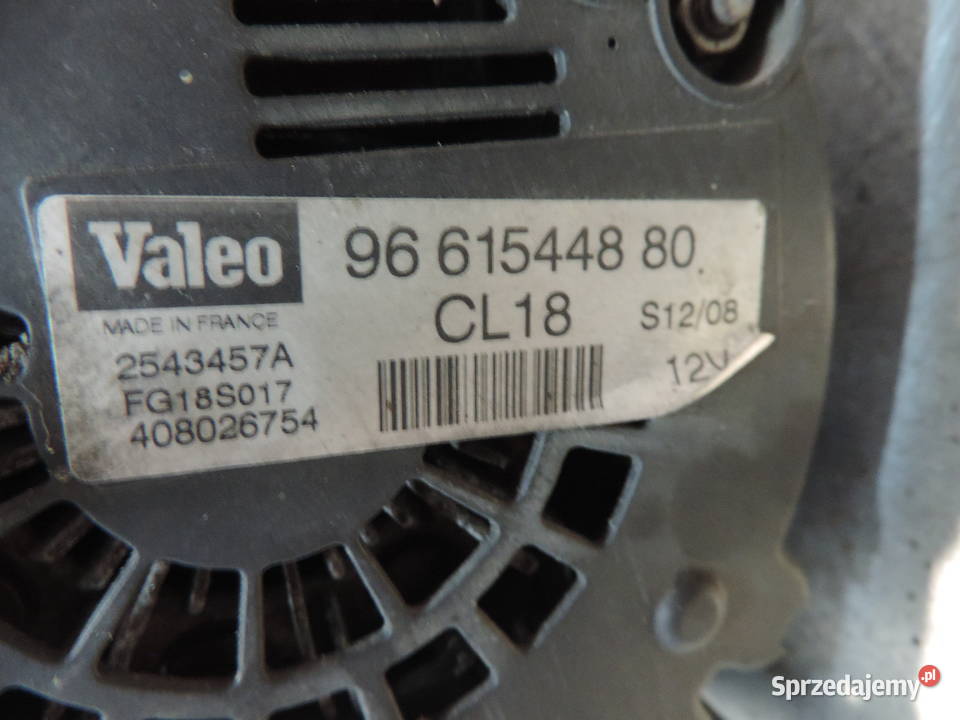 Valeo 96 615448 80
MADE IN FRANCE CL18 S12/08
2543457A 12V
FG18S017
408026754
Sprzedajemy.pl